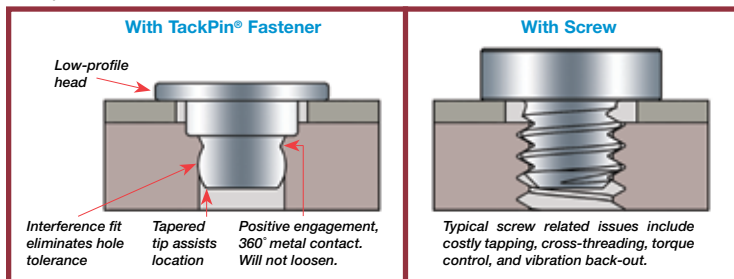 With TackPin® Fastener
Low-profile
head
Interference fit
eliminates hole
tolerance
Tapered
tip assists
location
Positive engagement,
360˚ metal contact.
Will not loosen.
With Screw
Typical screw related issues include
costly tapping, cross-threading, torque
control, and vibration back-out.